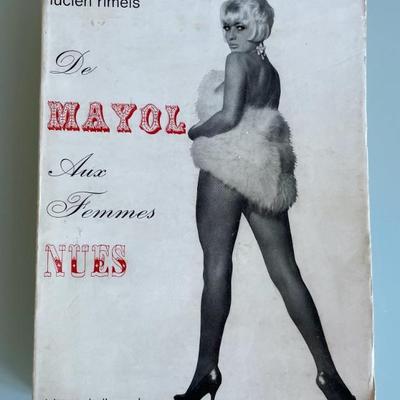 lucien rimels
De
MAYOL
Aux
Femmes
NUES